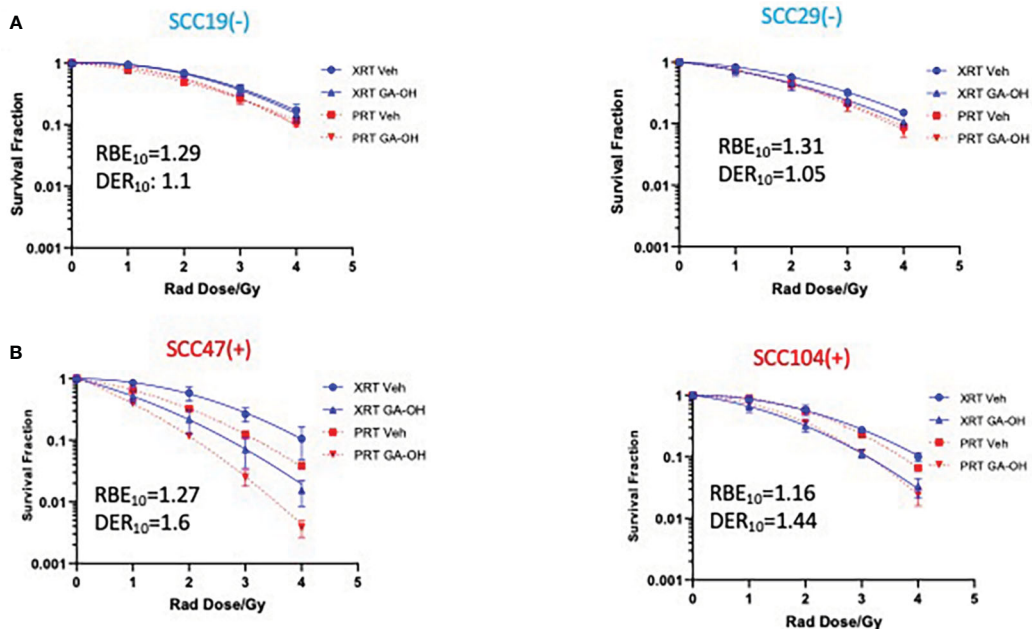 A
SCC19(-)
Survival Fraction
1
0.1
0.01
0.001
0 1 2 3 4 5
Rad Dose/Gy
XRT Veh
XRT GA-OH
PRT Veh
PRT GA-OH
RBE10=1.29
DER10: 1.1
SCC29(-)
Survival Fraction
1
0.1
0.01
0.001
0 1 2 3 4 5
Rad Dose/Gy
XRT Veh
XRT GA-OH
PRT Veh
PRT GA-OH
RBE10=1.31
DER10=1.05
B
SCC47(+)
Survival Fraction
1
0.1
0.01
0.001
0 1 2 3 4 5
Rad Dose/Gy
XRT Veh
XRT GA-OH
PRT Veh
PRT GA-OH
RBE10=1.27
DER10=1.6
SCC104(+)
Survival Fraction
1
0.1
0.01
0.001
0 1 2 3 4 5
Rad Dose/Gy
XRT Veh
XRT GA-OH
PRT Veh
PRT GA-OH
RBE10=1.16
DER10=1.44